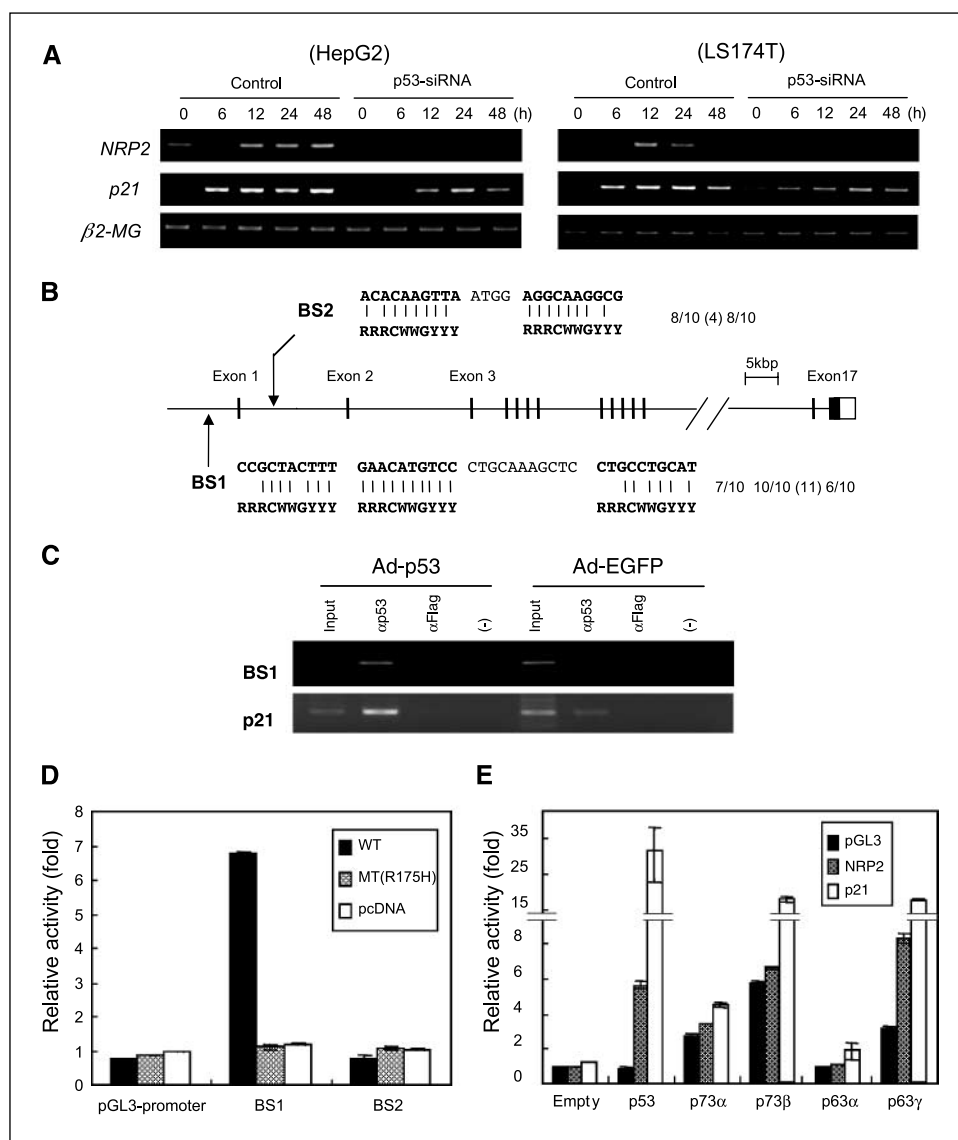 A
(HepG2) (LS174T)
Control p53-siRNA Control p53-siRNA
0 6 12 24 48 0 6 12 24 48 (h) 0 6 12 24 48 0 6 12 24 48 (h)
NRP2
p21
β2-MG
B
BS2
ACACAAGTTA ATGG AGGCAAGGCG
RRRCWWGYYY RRRCWWGYYY
8/10 (4) 8/10
Exon 1 Exon 2 Exon 3 5kbp Exon17
BS1
CCGCTACTTT GAACATGTCC CTGCAAAGCTC CTGCCTGCAT
RRRCWWGYYY RRRCWWGYYY RRRCWWGYYY
7/10 10/10 (11) 6/10
C
Ad-p53 Ad-EGFP
Input αp53 αFlag (-) Input αp53 αFlag (-)
BS1
p21
D
Relative activity (fold)
8
7
6
5
4
3
2
1
0
WT
MT(R175H)
pcDNA
pGL3-promoter BS1 BS2
E
Relative activity (fold)
35
25
15
8
6
4
2
0
pGL3
NRP2
p21
Empty p53 p73α p73β p63α p63γ